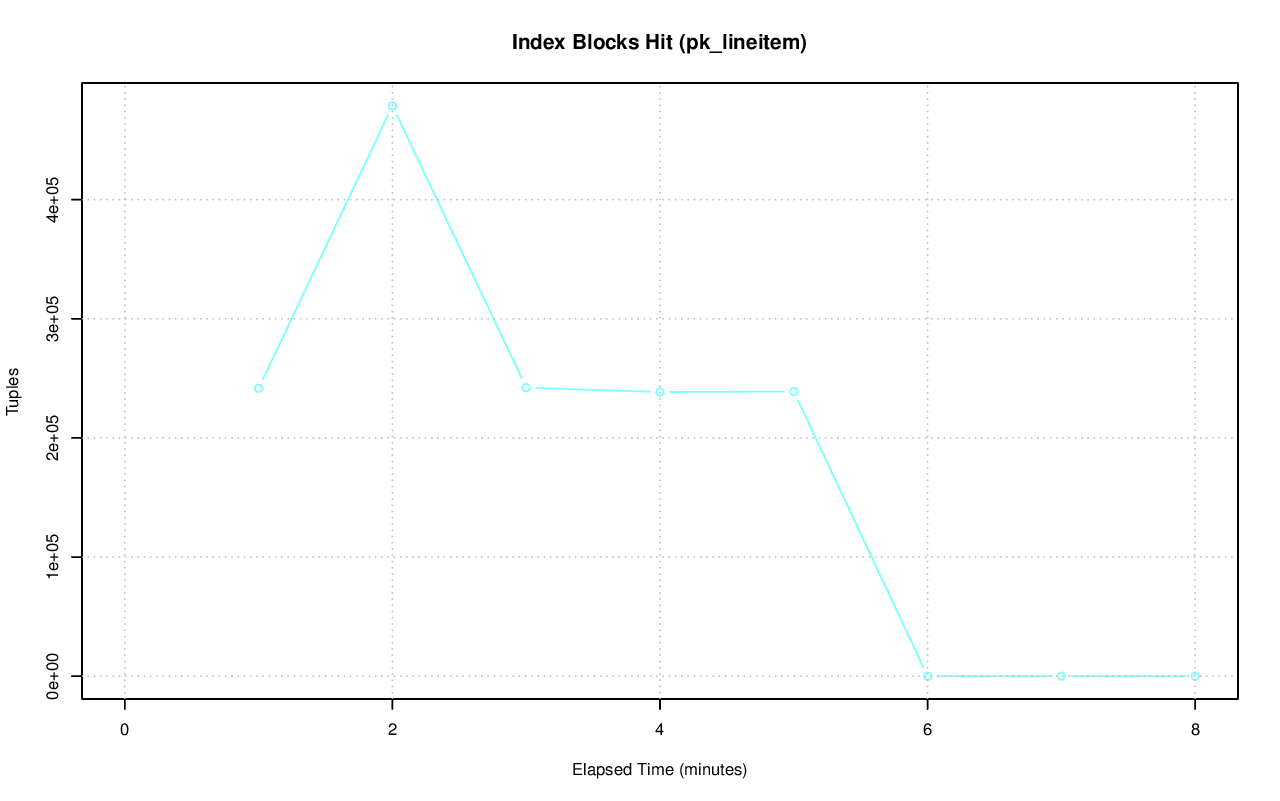 Index Blocks Hit (pk_lineitem)
Tuples
4e+05
3e+05
2e+05
1e+05
0e+00
0 2 4 6 8
Elapsed Time (minutes)